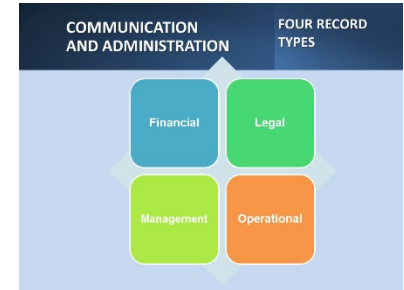 COMMUNICATION
AND ADMINISTRATION
FOUR RECORD
TYPES
Financial
Legal
Management
Operational